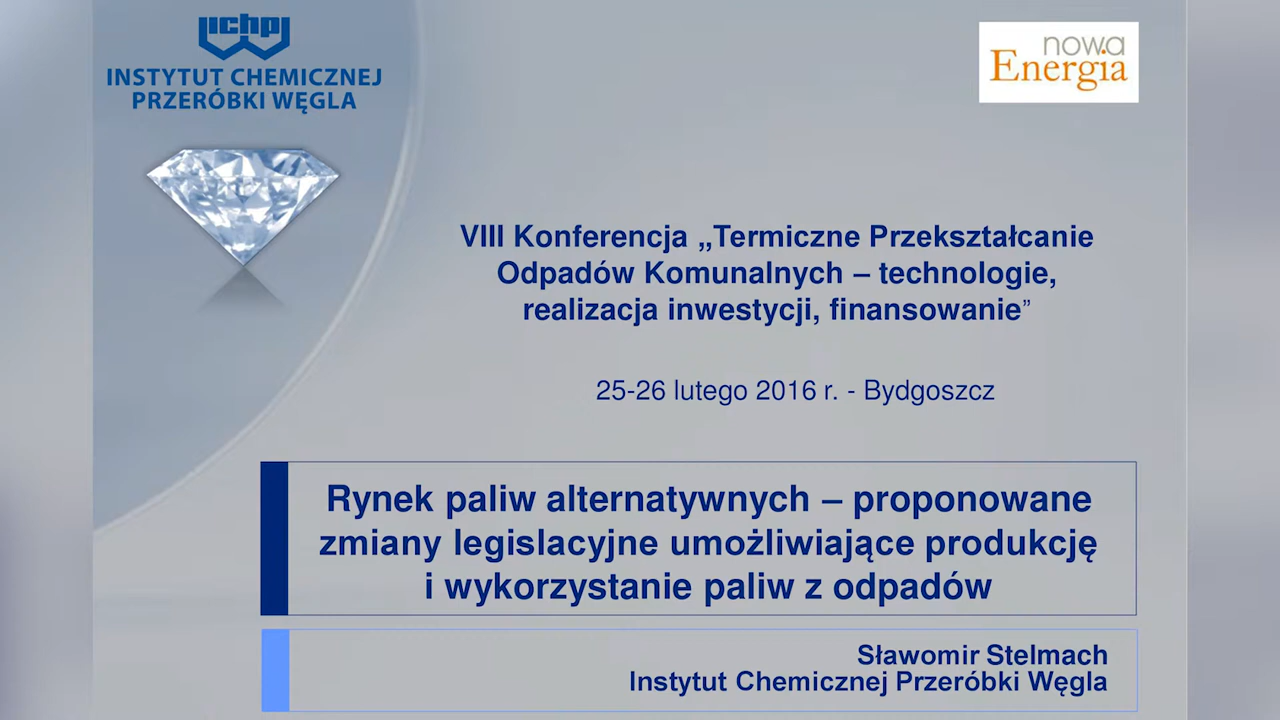 ichp
INSTYTUT CHEMICZNEJ
PRZERÓBKI WĘGLA
nowa
Energia
VIII Konferencja „Termiczne Przekształcanie
Odpadów Komunalnych – technologie,
realizacja inwestycji, finansowanie”
25-26 lutego 2016 r. - Bydgoszcz
Rynek paliw alternatywnych – proponowane
zmiany legislacyjne umożliwiające produkcję
i wykorzystanie paliw z odpadów
Sławomir Stelmach
Instytut Chemicznej Przeróbki Węgla